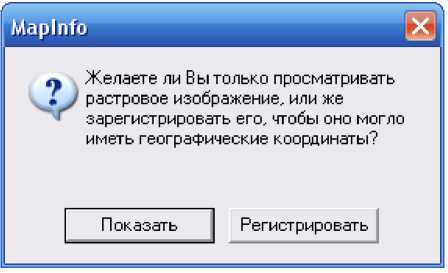 MapInfo
Желаете ли Вы только просматривать
растровое изображение, или же
зарегистрировать его, чтобы оно могло
иметь географические координаты?
Показать Регистрировать